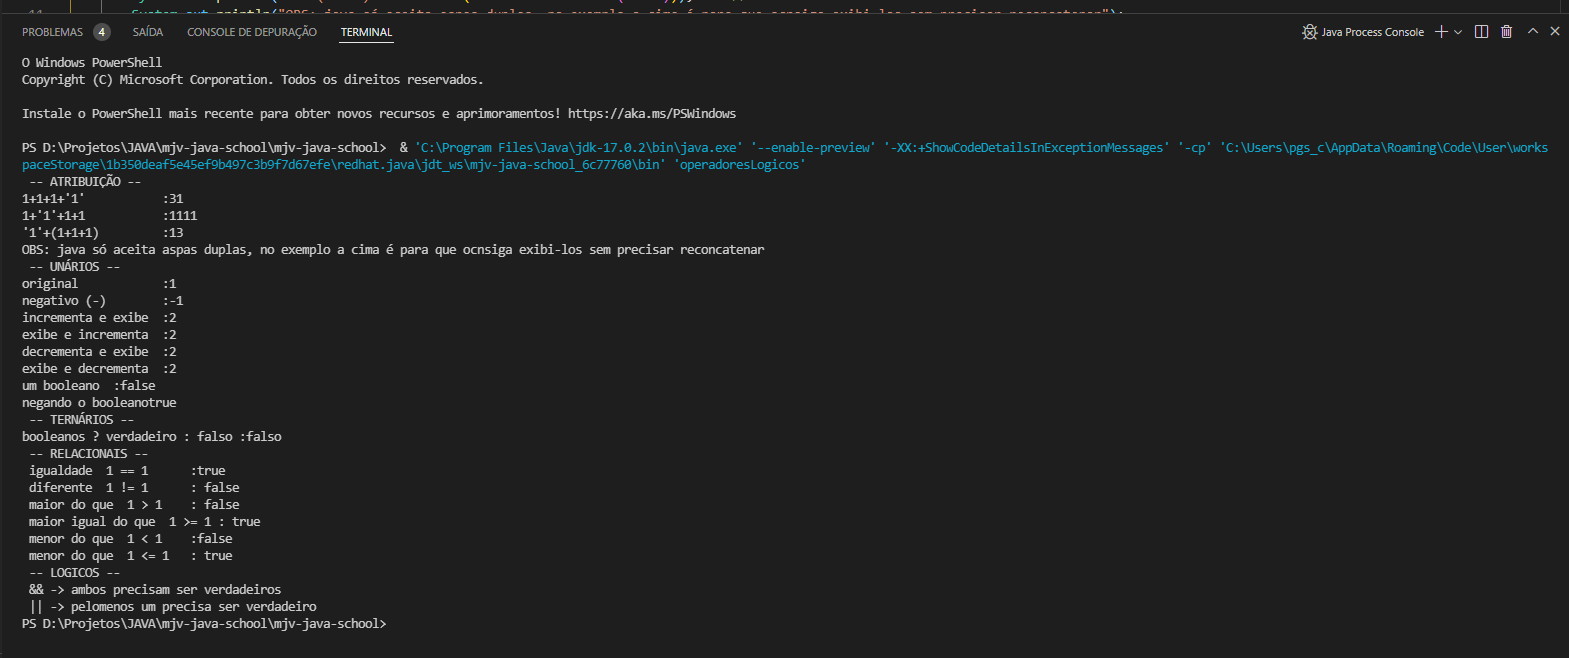 PROBLEMAS 4 SAÍDA CONSOLE DE DEPURAÇÃO TERMINAL Java Process Console
O Windows PowerShell
Copyright (C) Microsoft Corporation. Todos os direitos reservados.
Instale o PowerShell mais recente para obter novos recursos e aprimoramentos! https://aka.ms/PSWindows
PS D:\Projetos\JAVA\mjv-java-school\mjv-java-school>  & 'C:\Program Files\Java\jdk-17.0.2\bin\java.exe' '--enable-preview' '-XX:+ShowCodeDetailsInExceptionMessages' '-cp' 'C:\Users\pgs_c\AppData\Roaming\Code\User\works
paceStorage\1b350deaf5e45ef9b497c3b9f7d67efe\redhat.java\jdt_ws\mjv-java-school_6c77760\bin' 'operadoresLogicos'
 -- ATRIBUIÇÃO --
1+1+1+'1'           :31
1+'1'+1+1           :1111
'1'+(1+1+1)         :13
OBS: java só aceita aspas duplas, no exemplo a cima é para que ocnsiga exibi-los sem precisar reconcatenar
 -- UNÁRIOS --
original            :1
negativo (-)        :-1
incrementa e exibe  :2
exibe e incrementa  :2
decrementa e exibe  :2
exibe e decrementa  :2
um booleano  :false
negando o booleanotrue
 -- TERNÁRIOS --
booleanos ? verdadeiro : falso :falso
 -- RELACIONAIS --
 igualdade  1 == 1      :true
 diferente  1 != 1      : false
 maior do que  1 > 1    : false
 maior igual do que  1 >= 1 : true
 menor do que  1 < 1    :false
 menor do que  1 <= 1   : true
 -- LOGICOS --
 && -> ambos precisam ser verdadeiros
 || -> pelomenos um precisa ser verdadeiro
PS D:\Projetos\JAVA\mjv-java-school\mjv-java-school>